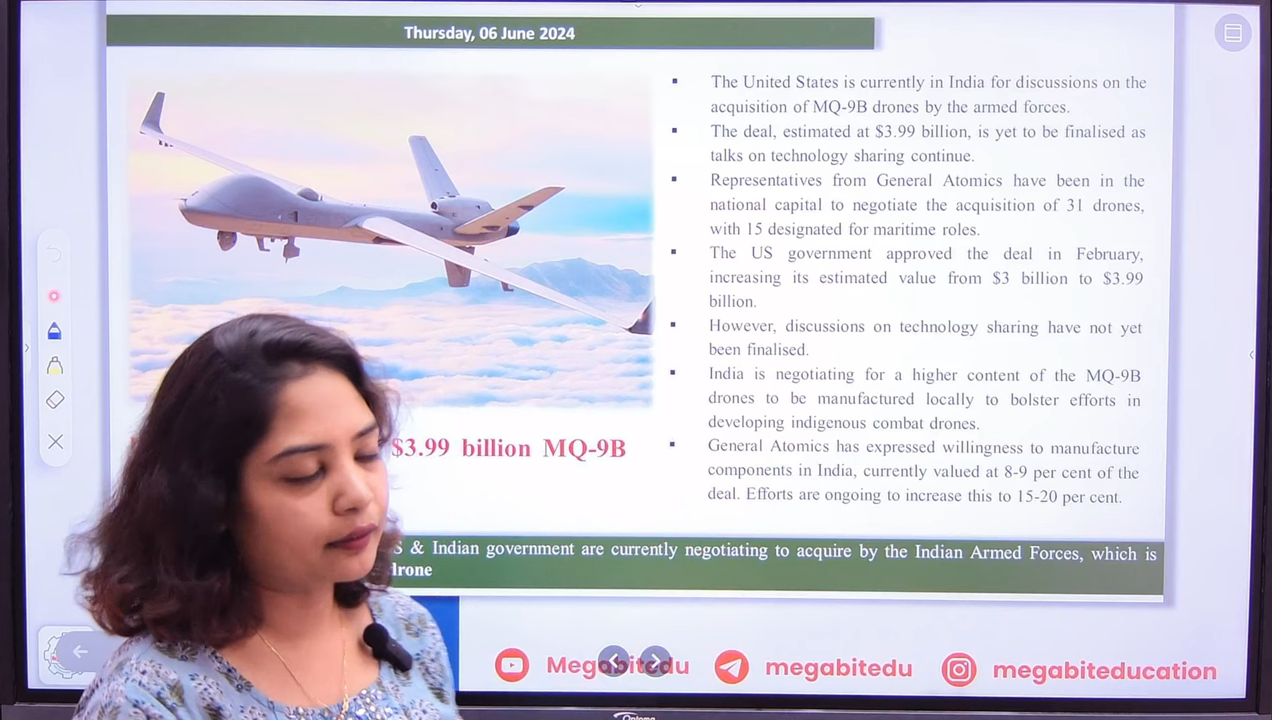 Thursday, 06 June 2024
The United States is currently in India for discussions on the
acquisition of MQ-9B drones by the armed forces.
The deal, estimated at $3.99 billion, is yet to be finalised as
talks on technology sharing continue.
Representatives from General Atomics have been in the
national capital to negotiate the acquisition of 31 drones,
with 15 designated for maritime roles.
The US government approved the deal in February,
increasing its estimated value from $3 billion to $3.99
billion.
However, discussions on technology sharing have not yet
been finalised.
India is negotiating for a higher content of the MQ-9B
drones to be manufactured locally to bolster efforts in
developing indigenous combat drones.
General Atomics has expressed willingness to manufacture
components in India, currently valued at 8-9 per cent of the
deal. Efforts are ongoing to increase this to 15-20 per cent.
$3.99 billion MQ-9B
& Indian government are currently negotiating to acquire by the Indian Armed Forces, which is
drone
megabitedu
megabiteducation
Optoma